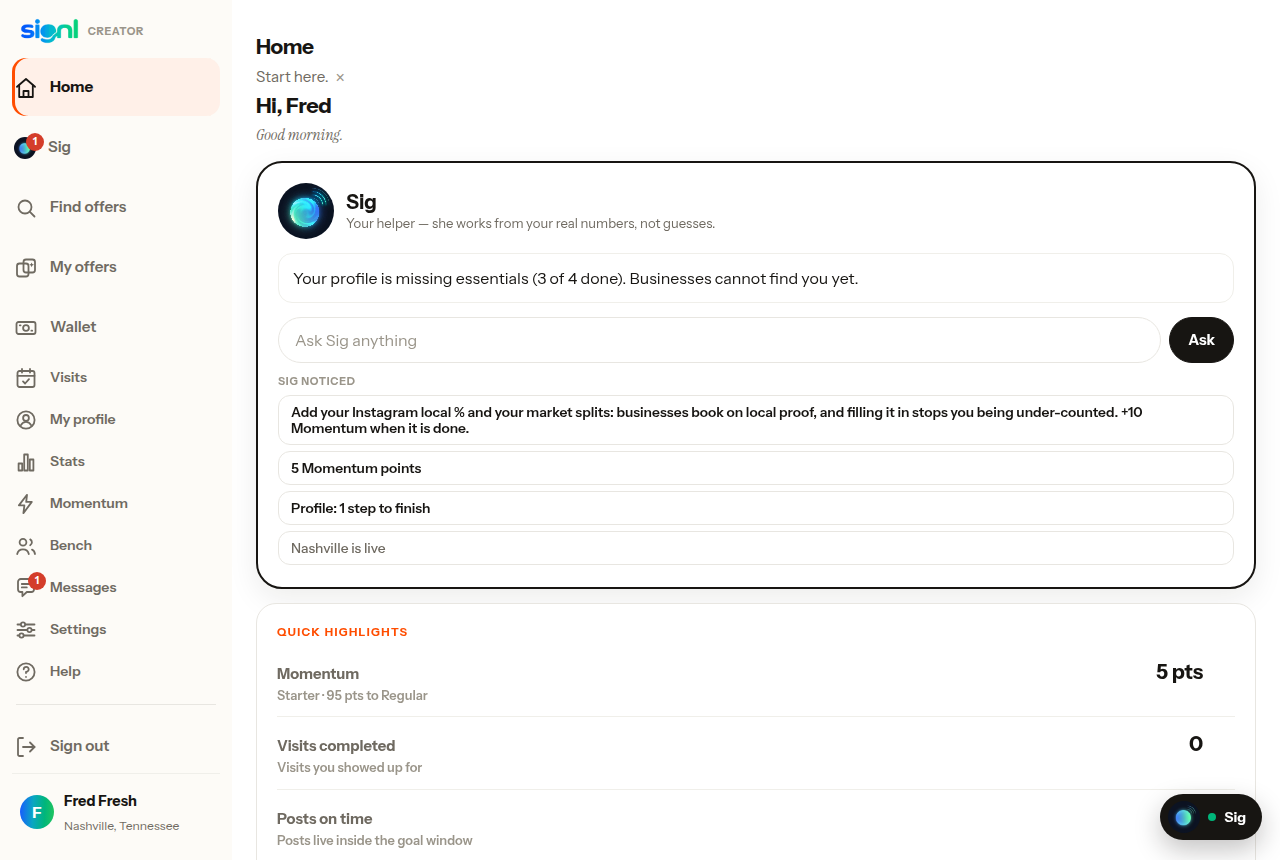 signl CREATOR
Home
1
Sig
Find offers
My offers
Wallet
Visits
My profile
Stats
Momentum
Bench
1
Messages
Settings
Help
Sign out
F
Fred Fresh
Nashville, Tennessee
Home
Start here. ×
Hi, Fred
Good morning.
Sig
Your helper — she works from your real numbers, not guesses.
Your profile is missing essentials (3 of 4 done). Businesses cannot find you yet.
Ask Sig anything
Ask
SIG NOTICED
Add your Instagram local % and your market splits: businesses book on local proof, and filling it in stops you being under-counted. +10
Momentum when it is done.
5 Momentum points
Profile: 1 step to finish
Nashville is live
QUICK HIGHLIGHTS
Momentum
5 pts
Starter · 95 pts to Regular
Visits completed
0
Visits you showed up for
Posts on time
Posts live inside the goal window
Sig